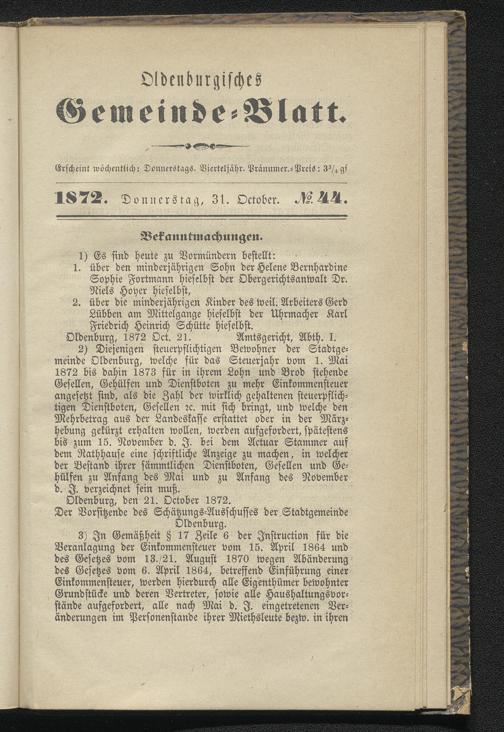 Oldenburgisches
Gemeinde-Blatt.
Erscheint wöchentlich: Donnerstags. Vierteljähr. Pränumer.-Preis: 3¾ gſ
1872. Donnerstag, 31. October. № 44.
Bekanntmachungen.
1) Es sind heute zu Vormündern bestellt:
1. über den minderjährigen Sohn der Helene Bernhardine
Sophie Fortmann hieselbst der Obergerichtsanwalt Dr.
Niels Hoyer hieselbst,
2. über die minderjährigen Kinder des weil. Arbeiters Gerd
Lübben am Mittelgange hieselbst der Uhrmacher Karl
Friedrich Heinrich Schütte hieselbst.
Oldenburg, 1872 Oct. 21. Amtsgericht, Abth. I.
2) Diejenigen steuerpflichtigen Bewohner der Stadtge-
meinde Oldenburg, welche für das Steuerjahr vom 1. Mai
1872 bis dahin 1873 für in ihrem Lohn und Brod stehende
Gesellen, Gehülfen und Dienstboten zu mehr Einkommensteuer
angesetzt sind, als die Zahl der wirklich gehaltenen steuerpflich-
tigen Dienstboten, Gesellen ꝛc. mit sich bringt, und welche den
Mehrbetrag aus der Landeskasse erstattet oder in der März-
hebung gekürzt erhalten wollen, werden aufgefordert, spätestens
bis zum 15. November d. J. bei dem Actuar Stammer auf
dem Rathhause eine schriftliche Anzeige zu machen, in welcher
der Bestand ihrer sämmtlichen Dienstboten, Gesellen und Ge-
hülfen zu Anfang des Mai und zu Anfang des November
d. J. verzeichnet sein muß.
Oldenburg, den 21. October 1872.
Der Vorsitzende des Schätzungs-Ausschusses der Stadtgemeinde
Oldenburg.
3) In Gemäßheit § 17 Zeile 6 der Instruction für die
Veranlagung der Einkommensteuer vom 15. April 1864 und
des Gesetzes vom 13./21. August 1870 wegen Abänderung
des Gesetzes vom 6. April 1864, betreffend Einführung einer
Einkommensteuer, werden hierdurch alle Eigenthümer bewohnter
Grundstücke und deren Vertreter, sowie alle Haushaltungsvor-
stände aufgefordert, alle nach Mai d. J. eingetretenen Ver-
änderungen im Personenstande ihrer Miethsleute bezw. in ihren